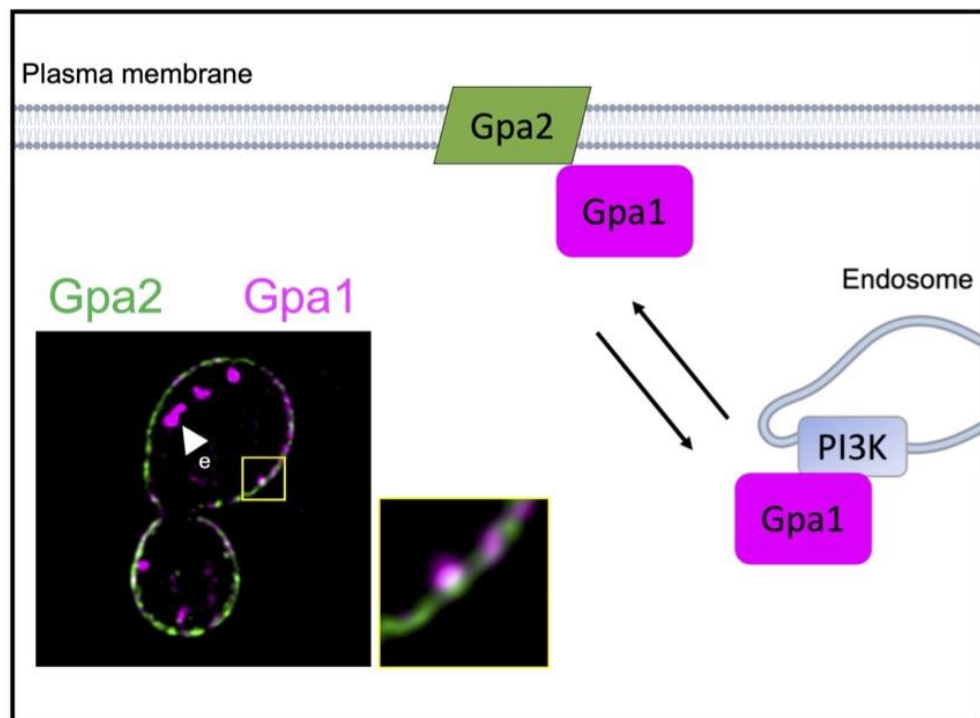 Plasma membrane
Gpa2
Gpa1
Endosome
Gpa2 Gpa1
PI3K
e
Gpa1